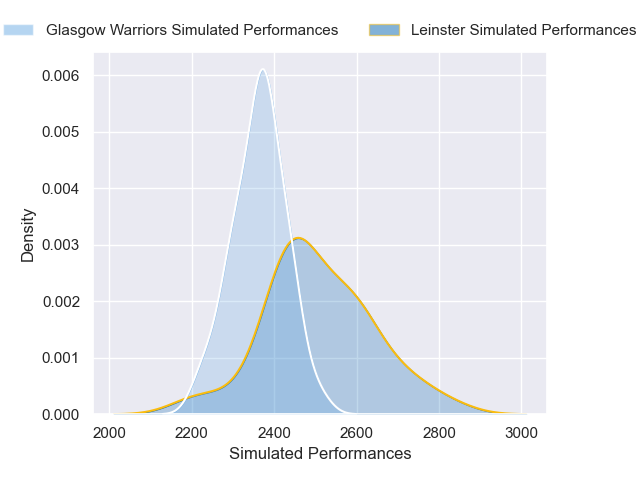 Glasgow Warriors Simulated Performances Leinster Simulated Performances
0.006
0.005
0.004
0.003
0.002
0.001
0.000
Density
2000 2200 2400 2600 2800 3000
Simulated Performances